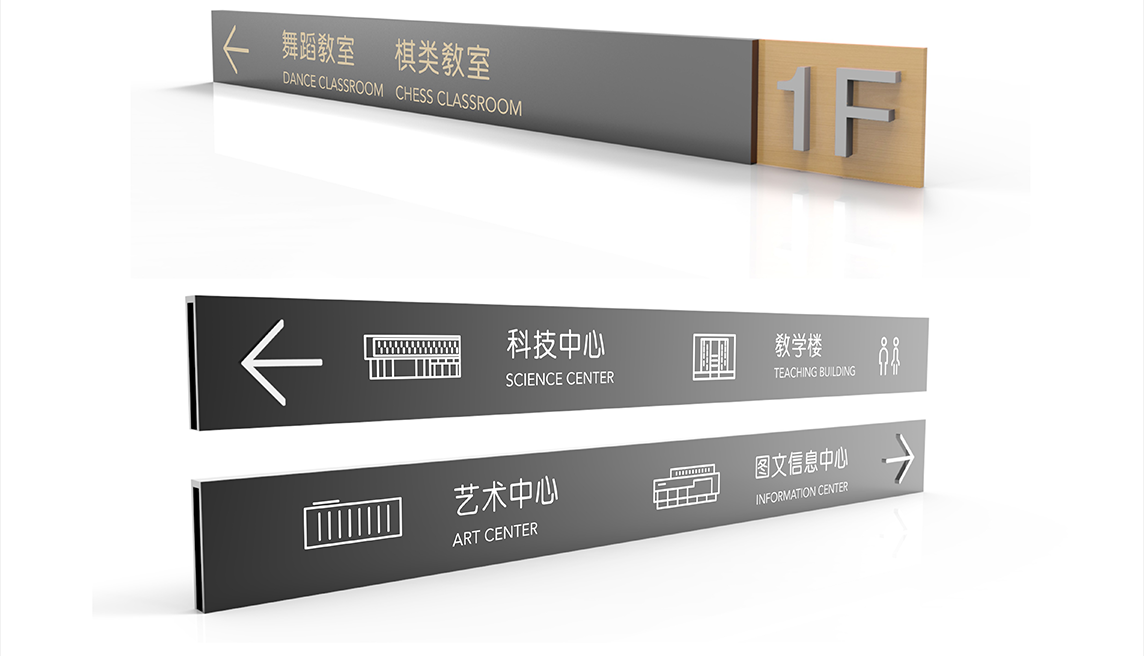 舞蹈教室
DANCE CLASSROOM
棋类教室
CHESS CLASSROOM
1F
科技中心
SCIENCE CENTER
教学楼
TEACHING BUILDING
艺术中心
ART CENTER
图文信息中心
INFORMATION CENTER